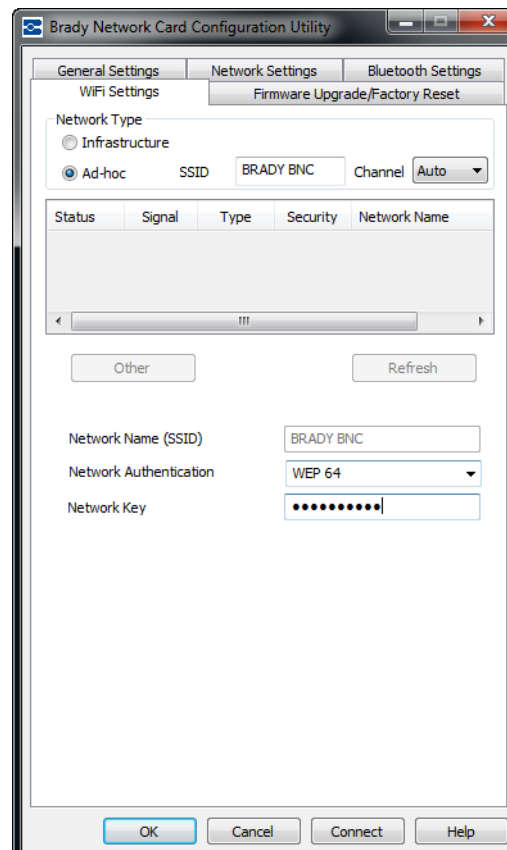 Brady Network Card Configuration Utility
General Settings Network Settings Bluetooth Settings
WiFi Settings Firmware Upgrade/Factory Reset
Network Type
Infrastructure
Ad-hoc SSID BRADY BNC Channel Auto
Status Signal Type Security Network Name
Other Refresh
Network Name (SSID) BRADY BNC
Network Authentication WEP 64
Network Key ••••••••••
OK Cancel Connect Help